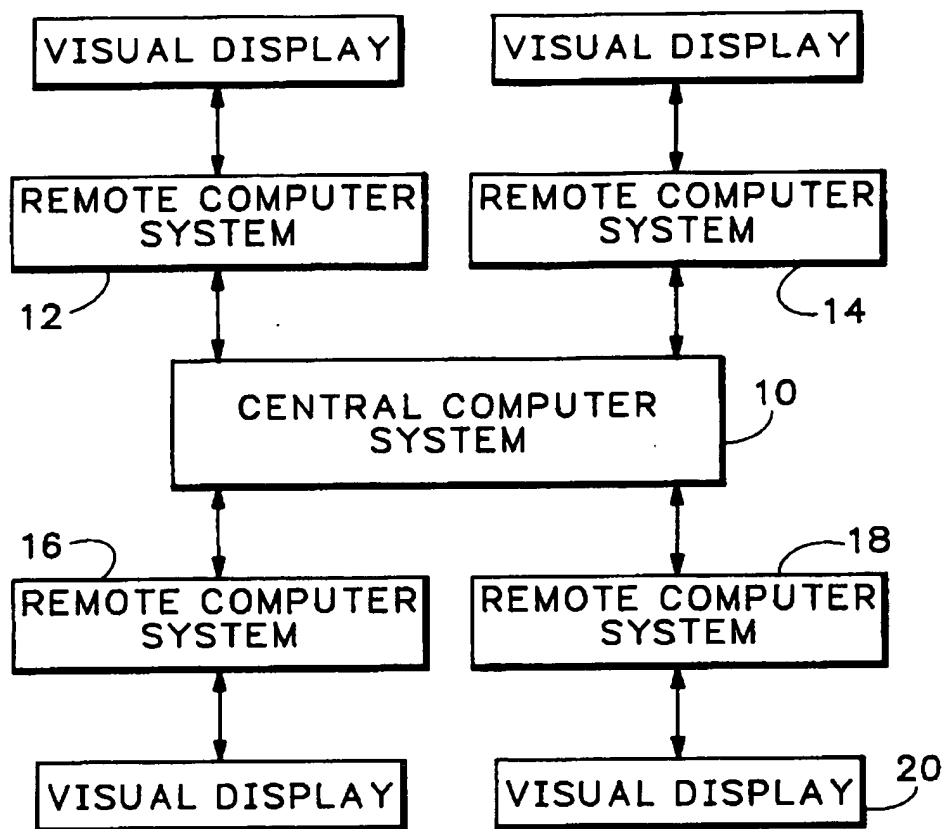 VISUAL DISPLAY
VISUAL DISPLAY
REMOTE COMPUTER
SYSTEM
REMOTE COMPUTER
SYSTEM
12
14
CENTRAL COMPUTER
SYSTEM
10
16
18
REMOTE COMPUTER
SYSTEM
REMOTE COMPUTER
SYSTEM
VISUAL DISPLAY
VISUAL DISPLAY
20